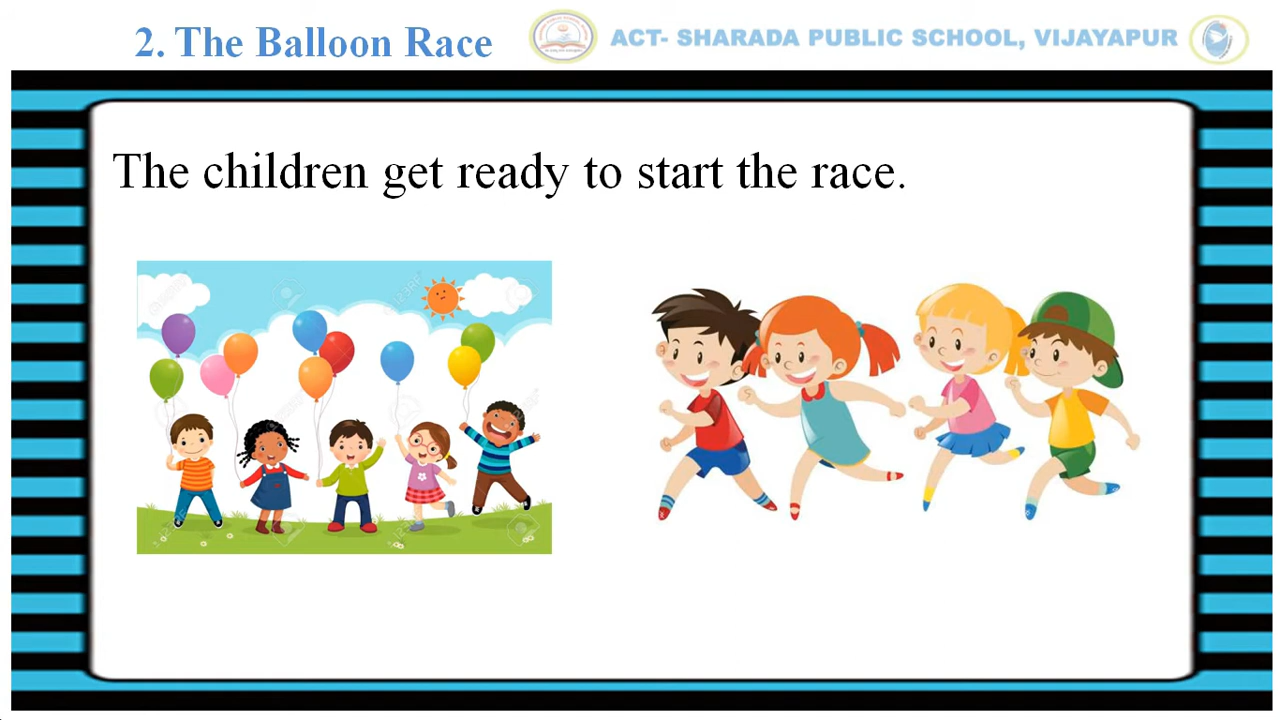 2. The Balloon Race
ACT- SHARADA PUBLIC SCHOOL, VIJAYAPUR
The children get ready to start the race.